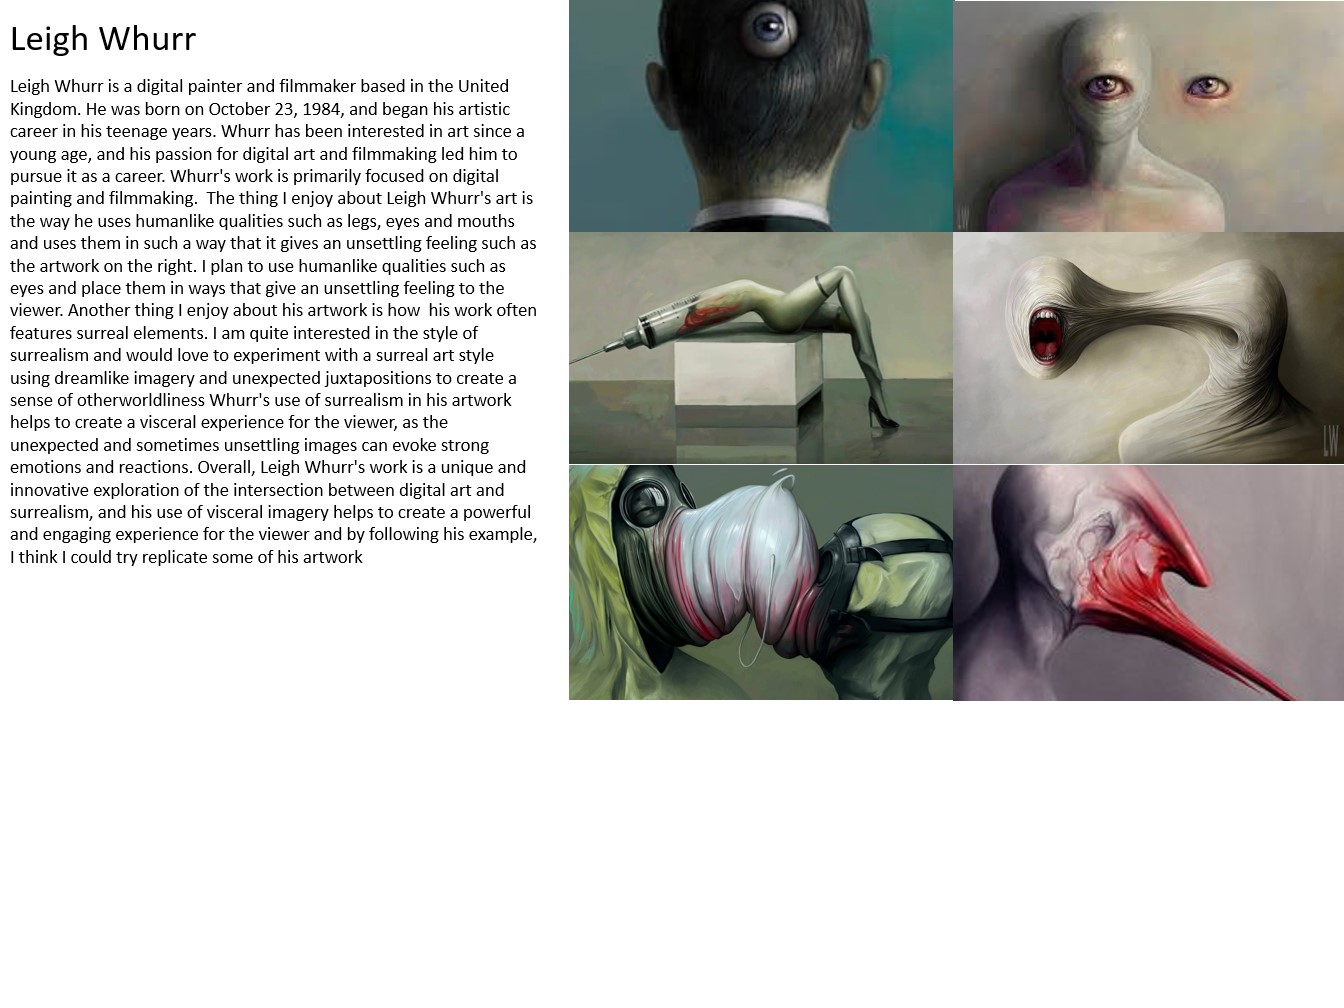 Leigh Whurr
Leigh Whurr is a digital painter and filmmaker based in the United
Kingdom. He was born on October 23, 1984, and began his artistic
career in his teenage years. Whurr has been interested in art since a
young age, and his passion for digital art and filmmaking led him to
pursue it as a career. Whurr's work is primarily focused on digital
painting and filmmaking.  The thing I enjoy about Leigh Whurr's art is
the way he uses humanlike qualities such as legs, eyes and mouths
and uses them in such a way that it gives an unsettling feeling such as
the artwork on the right. I plan to use humanlike qualities such as
eyes and place them in ways that give an unsettling feeling to the
viewer. Another thing I enjoy about his artwork is how  his work often
features surreal elements. I am quite interested in the style of
surrealism and would love to experiment with a surreal art style
using dreamlike imagery and unexpected juxtapositions to create a
sense of otherworldliness Whurr's use of surrealism in his artwork
helps to create a visceral experience for the viewer, as the
unexpected and sometimes unsettling images can evoke strong
emotions and reactions. Overall, Leigh Whurr's work is a unique and
innovative exploration of the intersection between digital art and
surrealism, and his use of visceral imagery helps to create a powerful
and engaging experience for the viewer and by following his example,
I think I could try replicate some of his artwork
LW
LW